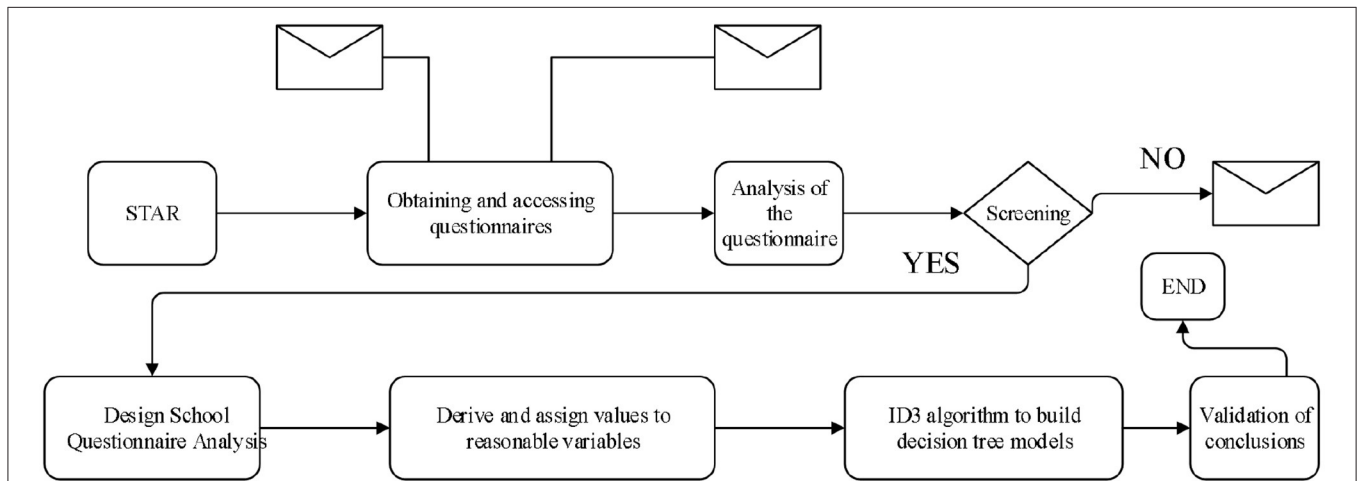 STAR
Obtaining and accessing
questionnaires
Analysis of
the
questionnaire
Screening
NO
YES
END
Design School
Questionnaire Analysis
Derive and assign values to
reasonable variables
ID3 algorithm to build
decision tree models
Validation of
conclusions